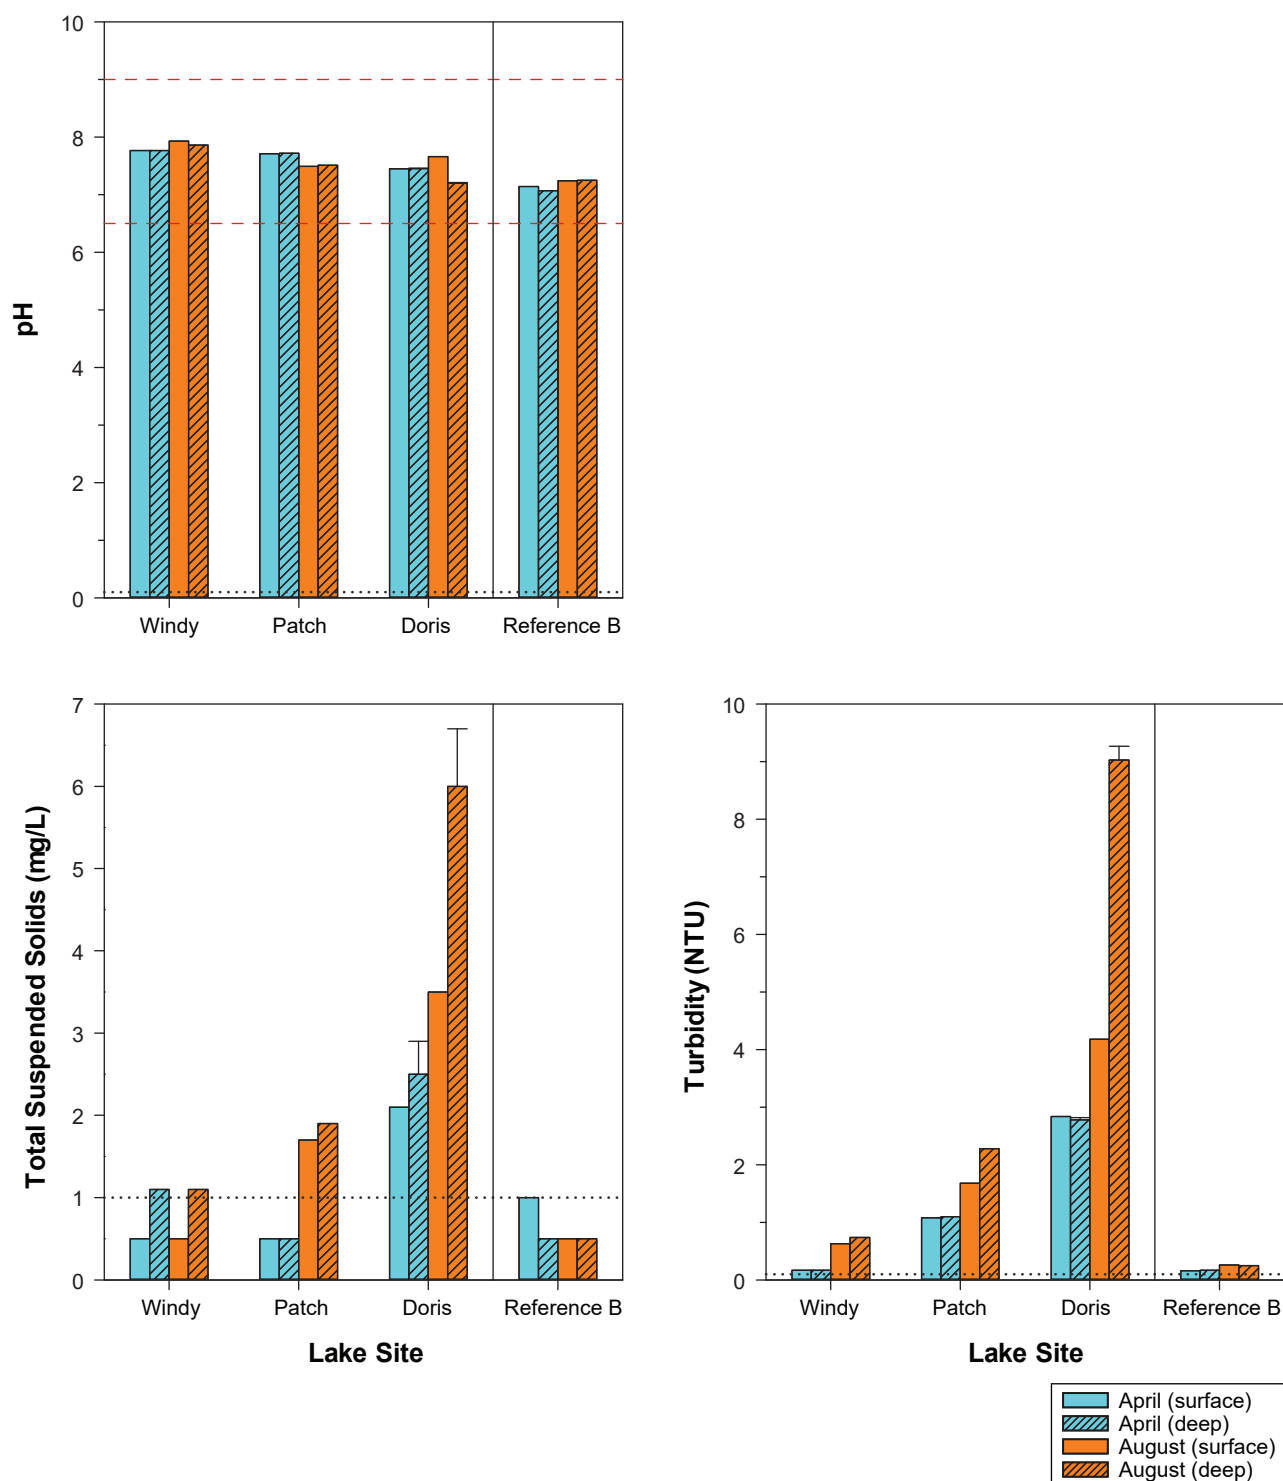 10
8
6
4
2
0
pH
Windy Patch Doris Reference B
7
6
5
4
3
2
1
0
Total Suspended Solids (mg/L)
Windy Patch Doris Reference B
Lake Site
10
8
6
4
2
0
Turbidity (NTU)
Windy Patch Doris Reference B
Lake Site
April (surface)
April (deep)
August (surface)
August (deep)